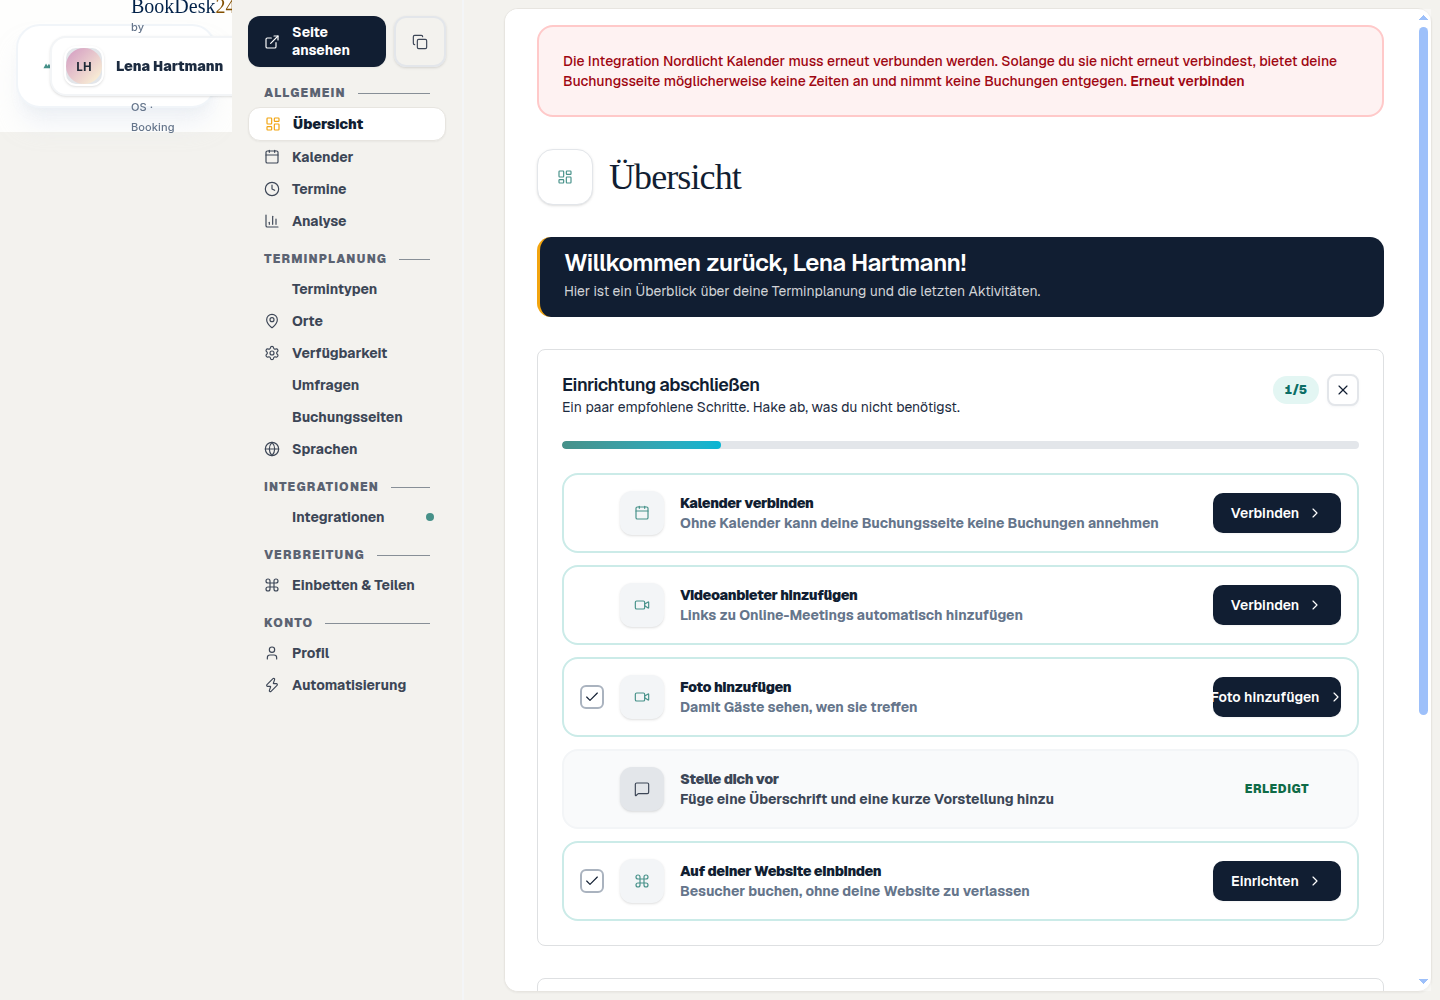 BookDesk24
by
LH
Lena Hartmann
OS ·
Booking
Seite
ansehen
ALLGEMEIN
Übersicht
Kalender
Termine
Analyse
TERMINPLANUNG
Termintypen
Orte
Verfügbarkeit
Umfragen
Buchungsseiten
Sprachen
INTEGRATIONEN
Integrationen
VERBREITUNG
Einbetten & Teilen
KONTO
Profil
Automatisierung
Die Integration Nordlicht Kalender muss erneut verbunden werden. Solange du sie nicht erneut verbindest, bietet deine
Buchungsseite möglicherweise keine Zeiten an und nimmt keine Buchungen entgegen. Erneut verbinden
Übersicht
Willkommen zurück, Lena Hartmann!
Hier ist ein Überblick über deine Terminplanung und die letzten Aktivitäten.
Einrichtung abschließen
Ein paar empfohlene Schritte. Hake ab, was du nicht benötigst.
1/5
Kalender verbinden
Ohne Kalender kann deine Buchungsseite keine Buchungen annehmen
Verbinden
Videoanbieter hinzufügen
Links zu Online-Meetings automatisch hinzufügen
Verbinden
Foto hinzufügen
Damit Gäste sehen, wen sie treffen
Foto hinzufügen
Stelle dich vor
Füge eine Überschrift und eine kurze Vorstellung hinzu
ERLEDIGT
Auf deiner Website einbinden
Besucher buchen, ohne deine Website zu verlassen
Einrichten